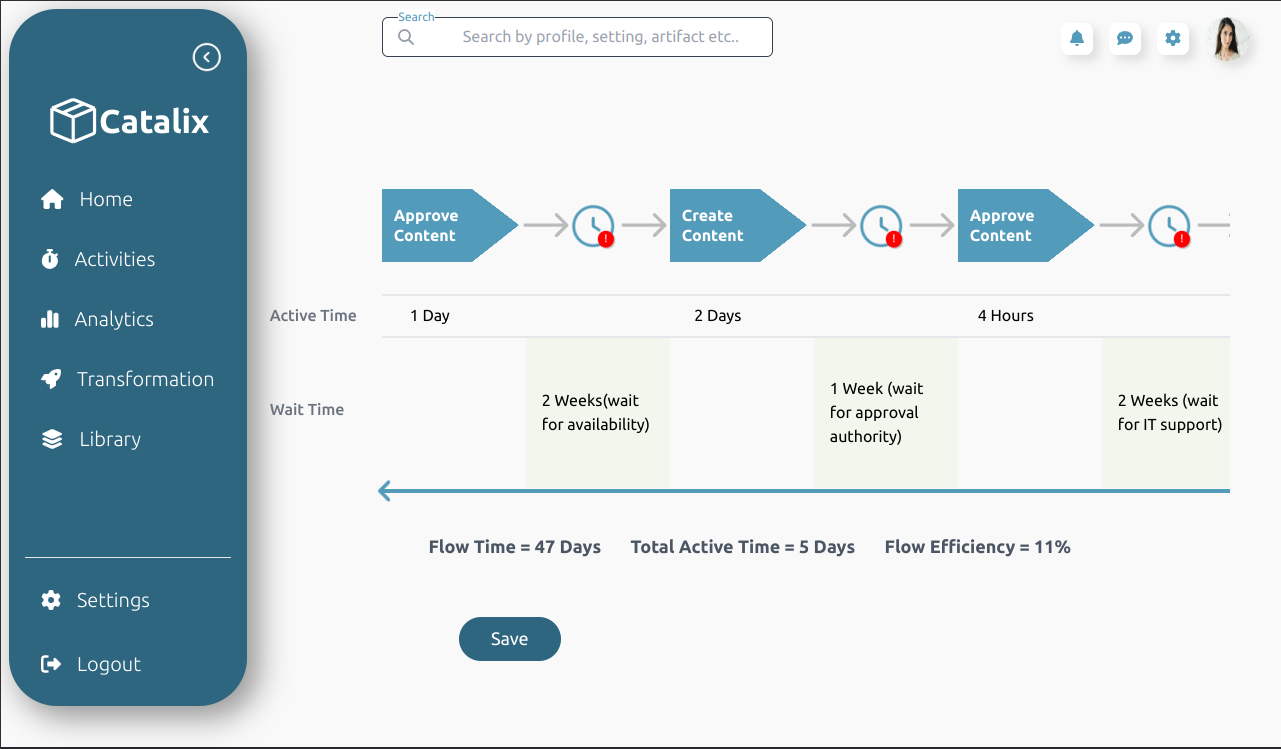 Search
Search by profile, setting, artifact etc..
Catalix
Home
Activities
Analytics
Transformation
Library
Settings
Logout
Approve
Content
!
Create
Content
!
Approve
Content
!
Active Time
1 Day
2 Days
4 Hours
Wait Time
2 Weeks(wait
for availability)
1 Week (wait
for approval
authority)
2 Weeks (wait
for IT support)
Flow Time = 47 Days
Total Active Time = 5 Days
Flow Efficiency = 11%
Save